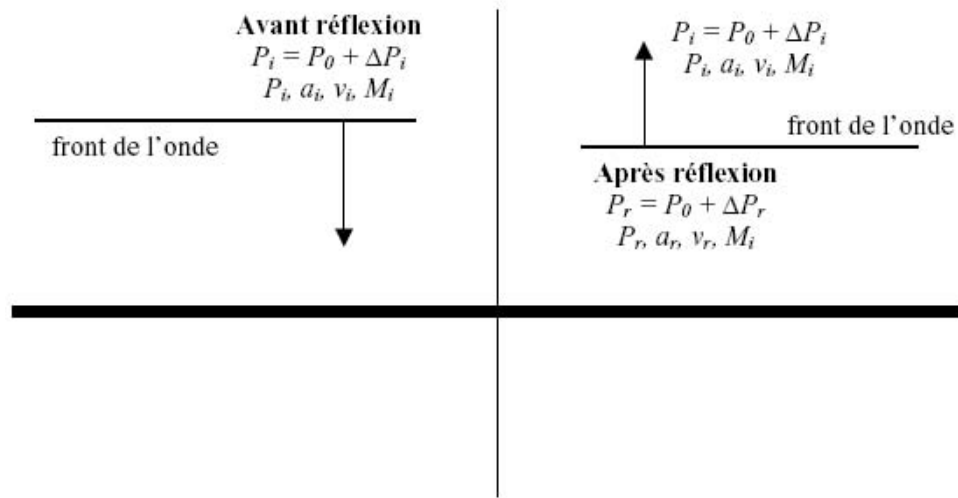 Avant réflexion
P_i = P_0 + ΔP_i
P_i, a_i, v_i, M_i
front de l'onde
P_i = P_0 + ΔP_i
P_i, a_i, v_i, M_i
front de l'onde
Après réflexion
P_r = P_0 + ΔP_r
P_r, a_r, v_r, M_i